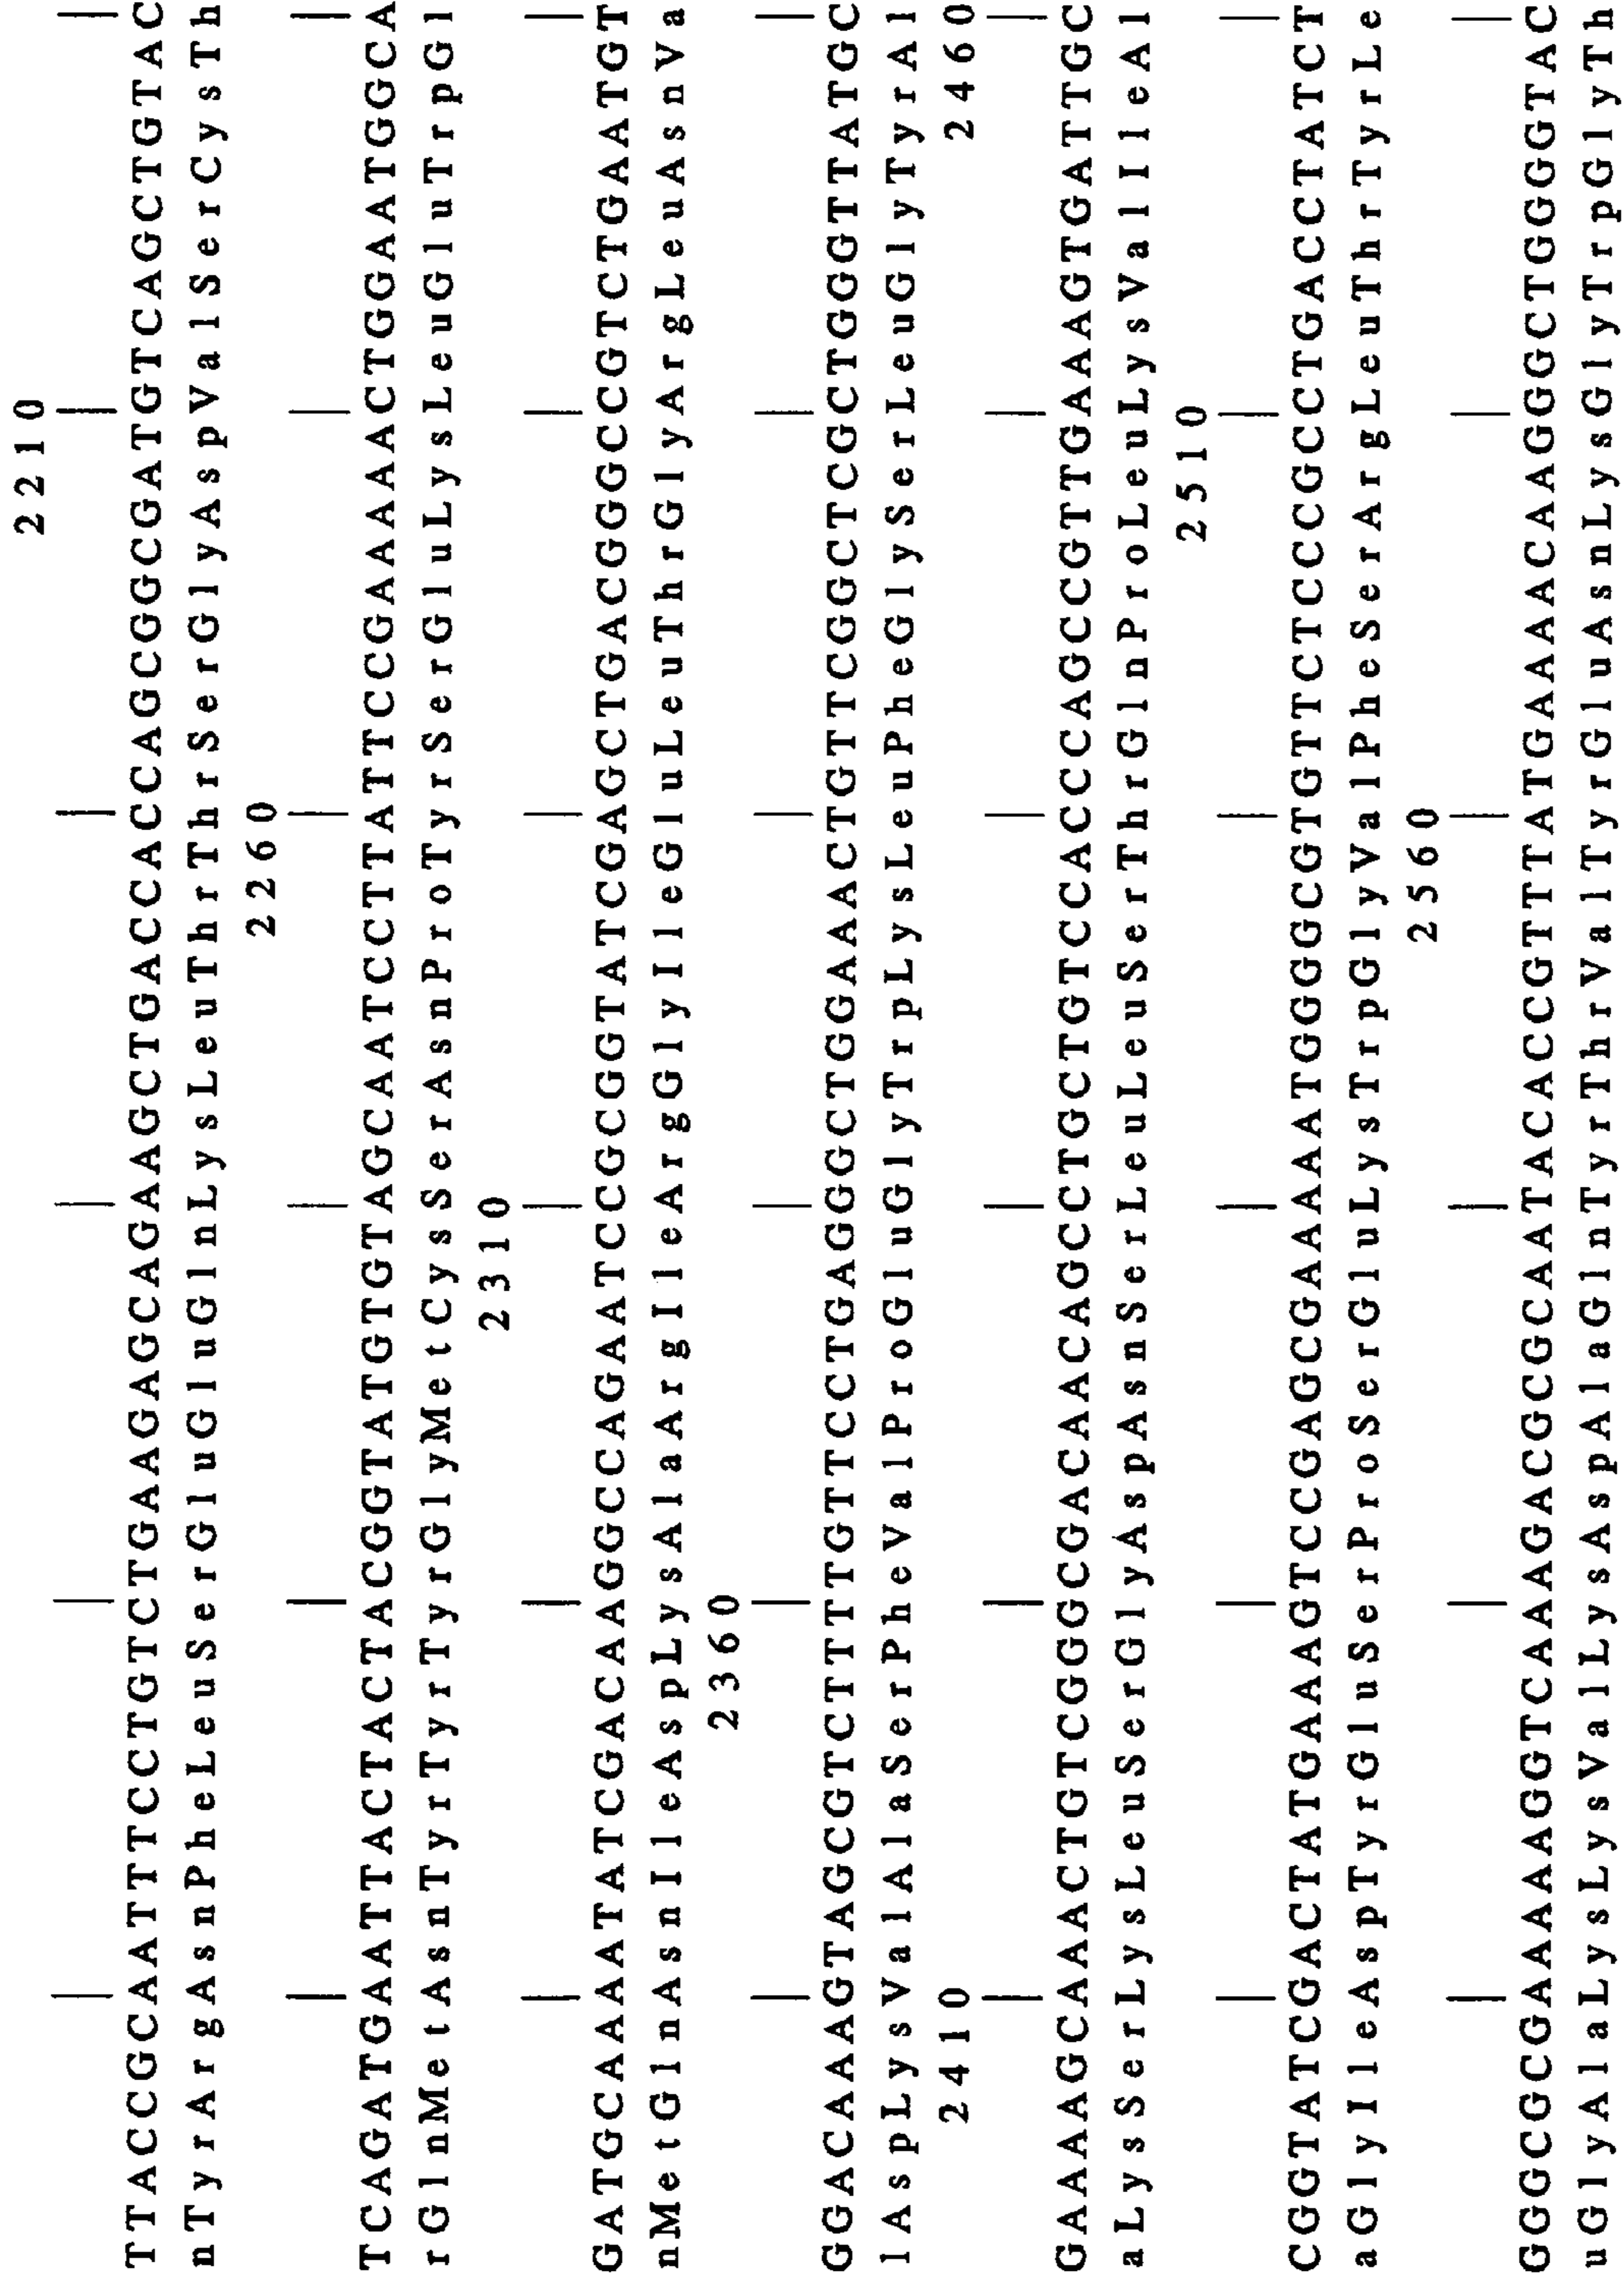 2210
TTACCGCAATTTCCTGTCTGAAGAGCAGAAGCTGACCACCAGCGGCGATGTCAGCTGTAC
nTyrArgAsnPheLeuSerGluGluGlnLysLeuThrThrSerGlyAspValSerCysTh
2260
TCAGATGAATTACTACTACGGTATGTGTAGCAATCCTTATTCCGAAAAACTGGAATGGCA
rGlnMetAsnTyrTyrTyrGlyMetCysSerAsnProTyrSerGluLysLeuGluTrpGl
2310
GATGCAAAATATCGACAAGGCCAGAATCCGCGGTATCGAGCTGACGGGCCGTCTGAATGT
nMetGlnAsnIleAspLysAlaArgIleArgGlyIleGluLeuThrGlyArgLeuAsnVa
2360
GGACAAAGTAGCGTCTTTTGTTCCTGAGGGCTGGAAACTGTTCGGCTCGCTGGGTTATGC
lAspLysValAlaSerPheValProGluGlyTrpLysLeuPheGlySerLeuGlyTyrAl
2410 2460
GAAAAGCAAACTGTCGGGCGACAACAGCCTGCTGTCCACCCAGCCGTTGAAAGTGATTGC
aLysSerLysLeuSerGlyAspAsnSerLeuLeuSerThrGlnProLeuLysValIleAl
2510
CGGTATCGACTATGAAAGTCCGAGCGAAAAATGGGGCGTGTTCTCCCGCCTGACCTATCT
aGlyIleAspTyrGluSerProSerGluLysTrpGlyValPheSerArgLeuThrTyrLe
2560
GGGCGCGAAAAAGGTCAAAGACGCGCAATACACCGTTTATGAAAACAAGGGCTGGGGTAC
uGlyAlaLysLysValLysAspAlaGlnTyrThrValTyrGluAsnLysGlyTrpGlyTh